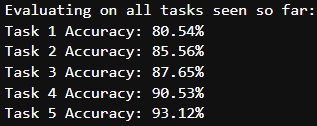 Evaluating on all tasks seen so far:
Task 1 Accuracy: 80.54%
Task 2 Accuracy: 85.56%
Task 3 Accuracy: 87.65%
Task 4 Accuracy: 90.53%
Task 5 Accuracy: 93.12%